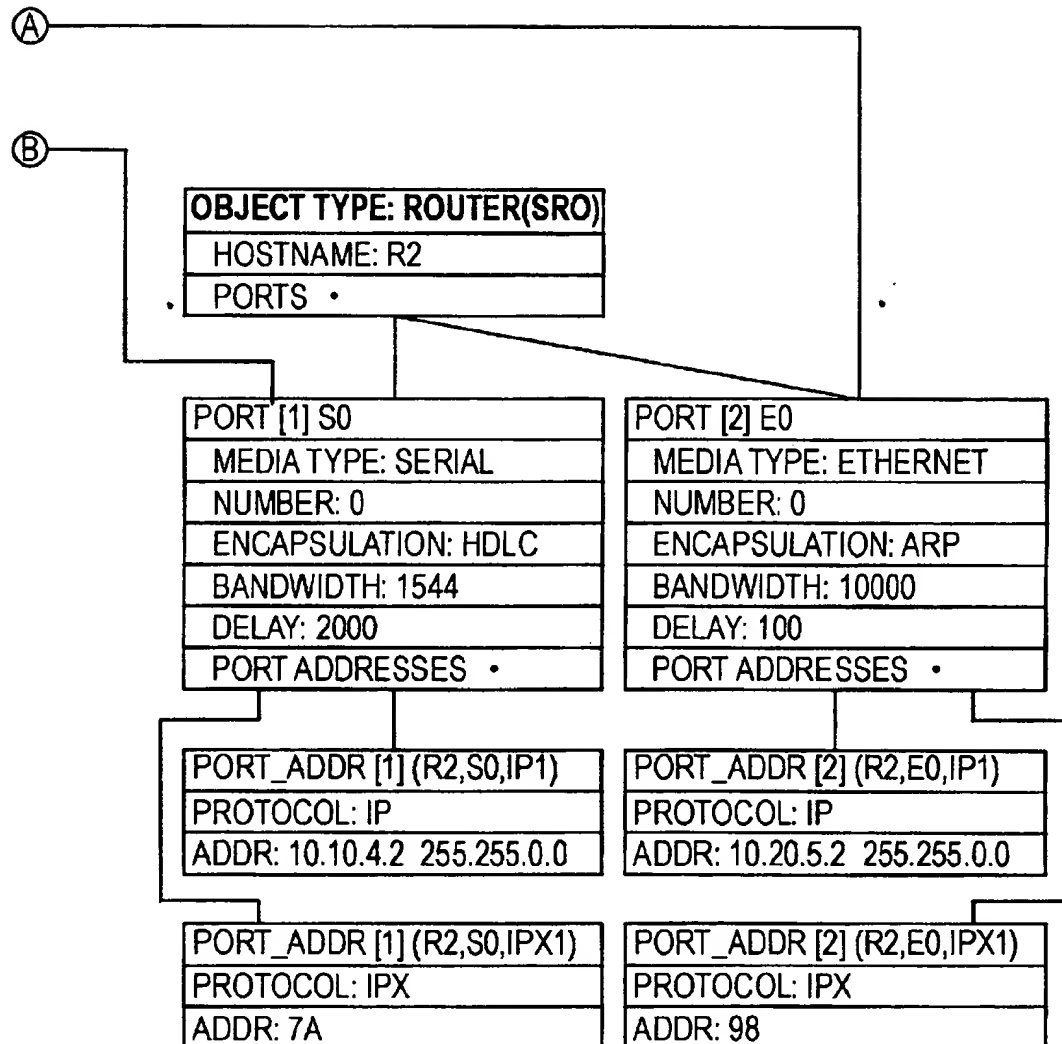 A
B
OBJECT TYPE: ROUTER(SRO)
HOSTNAME: R2
PORTS •
PORT [1] S0
MEDIA TYPE: SERIAL
NUMBER: 0
ENCAPSULATION: HDLC
BANDWIDTH: 1544
DELAY: 2000
PORT ADDRESSES •
PORT [2] E0
MEDIA TYPE: ETHERNET
NUMBER: 0
ENCAPSULATION: ARP
BANDWIDTH: 10000
DELAY: 100
PORT ADDRESSES •
PORT_ADDR [1] (R2,S0,IP1)
PROTOCOL: IP
ADDR: 10.10.4.2 255.255.0.0
PORT_ADDR [2] (R2,E0,IP1)
PROTOCOL: IP
ADDR: 10.20.5.2 255.255.0.0
PORT_ADDR [1] (R2,S0,IPX1)
PROTOCOL: IPX
ADDR: 7A
PORT_ADDR [2] (R2,E0,IPX1)
PROTOCOL: IPX
ADDR: 98